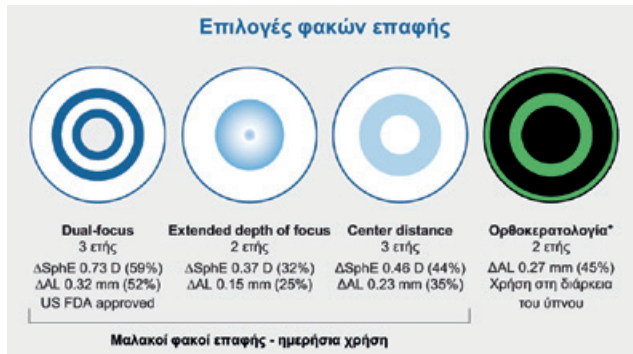 Επιλογές φακών επαφής
Dual-focus
3 ετής
ΔSphE 0.73 D (59%)
ΔAL 0.32 mm (52%)
US FDA approved
Extended depth of focus
2 ετής
ΔSphE 0.37 D (32%)
ΔAL 0.15 mm (25%)
Center distance
3 ετής
ΔSphE 0.46 D (44%)
ΔAL 0.23 mm (35%)
Ορθοκερατολογία*
2 ετής
ΔAL 0.27 mm (45%)
Χρήση στη διάρκεια
του ύπνου
Μαλακοί φακοί επαφής - ημερήσια χρήση